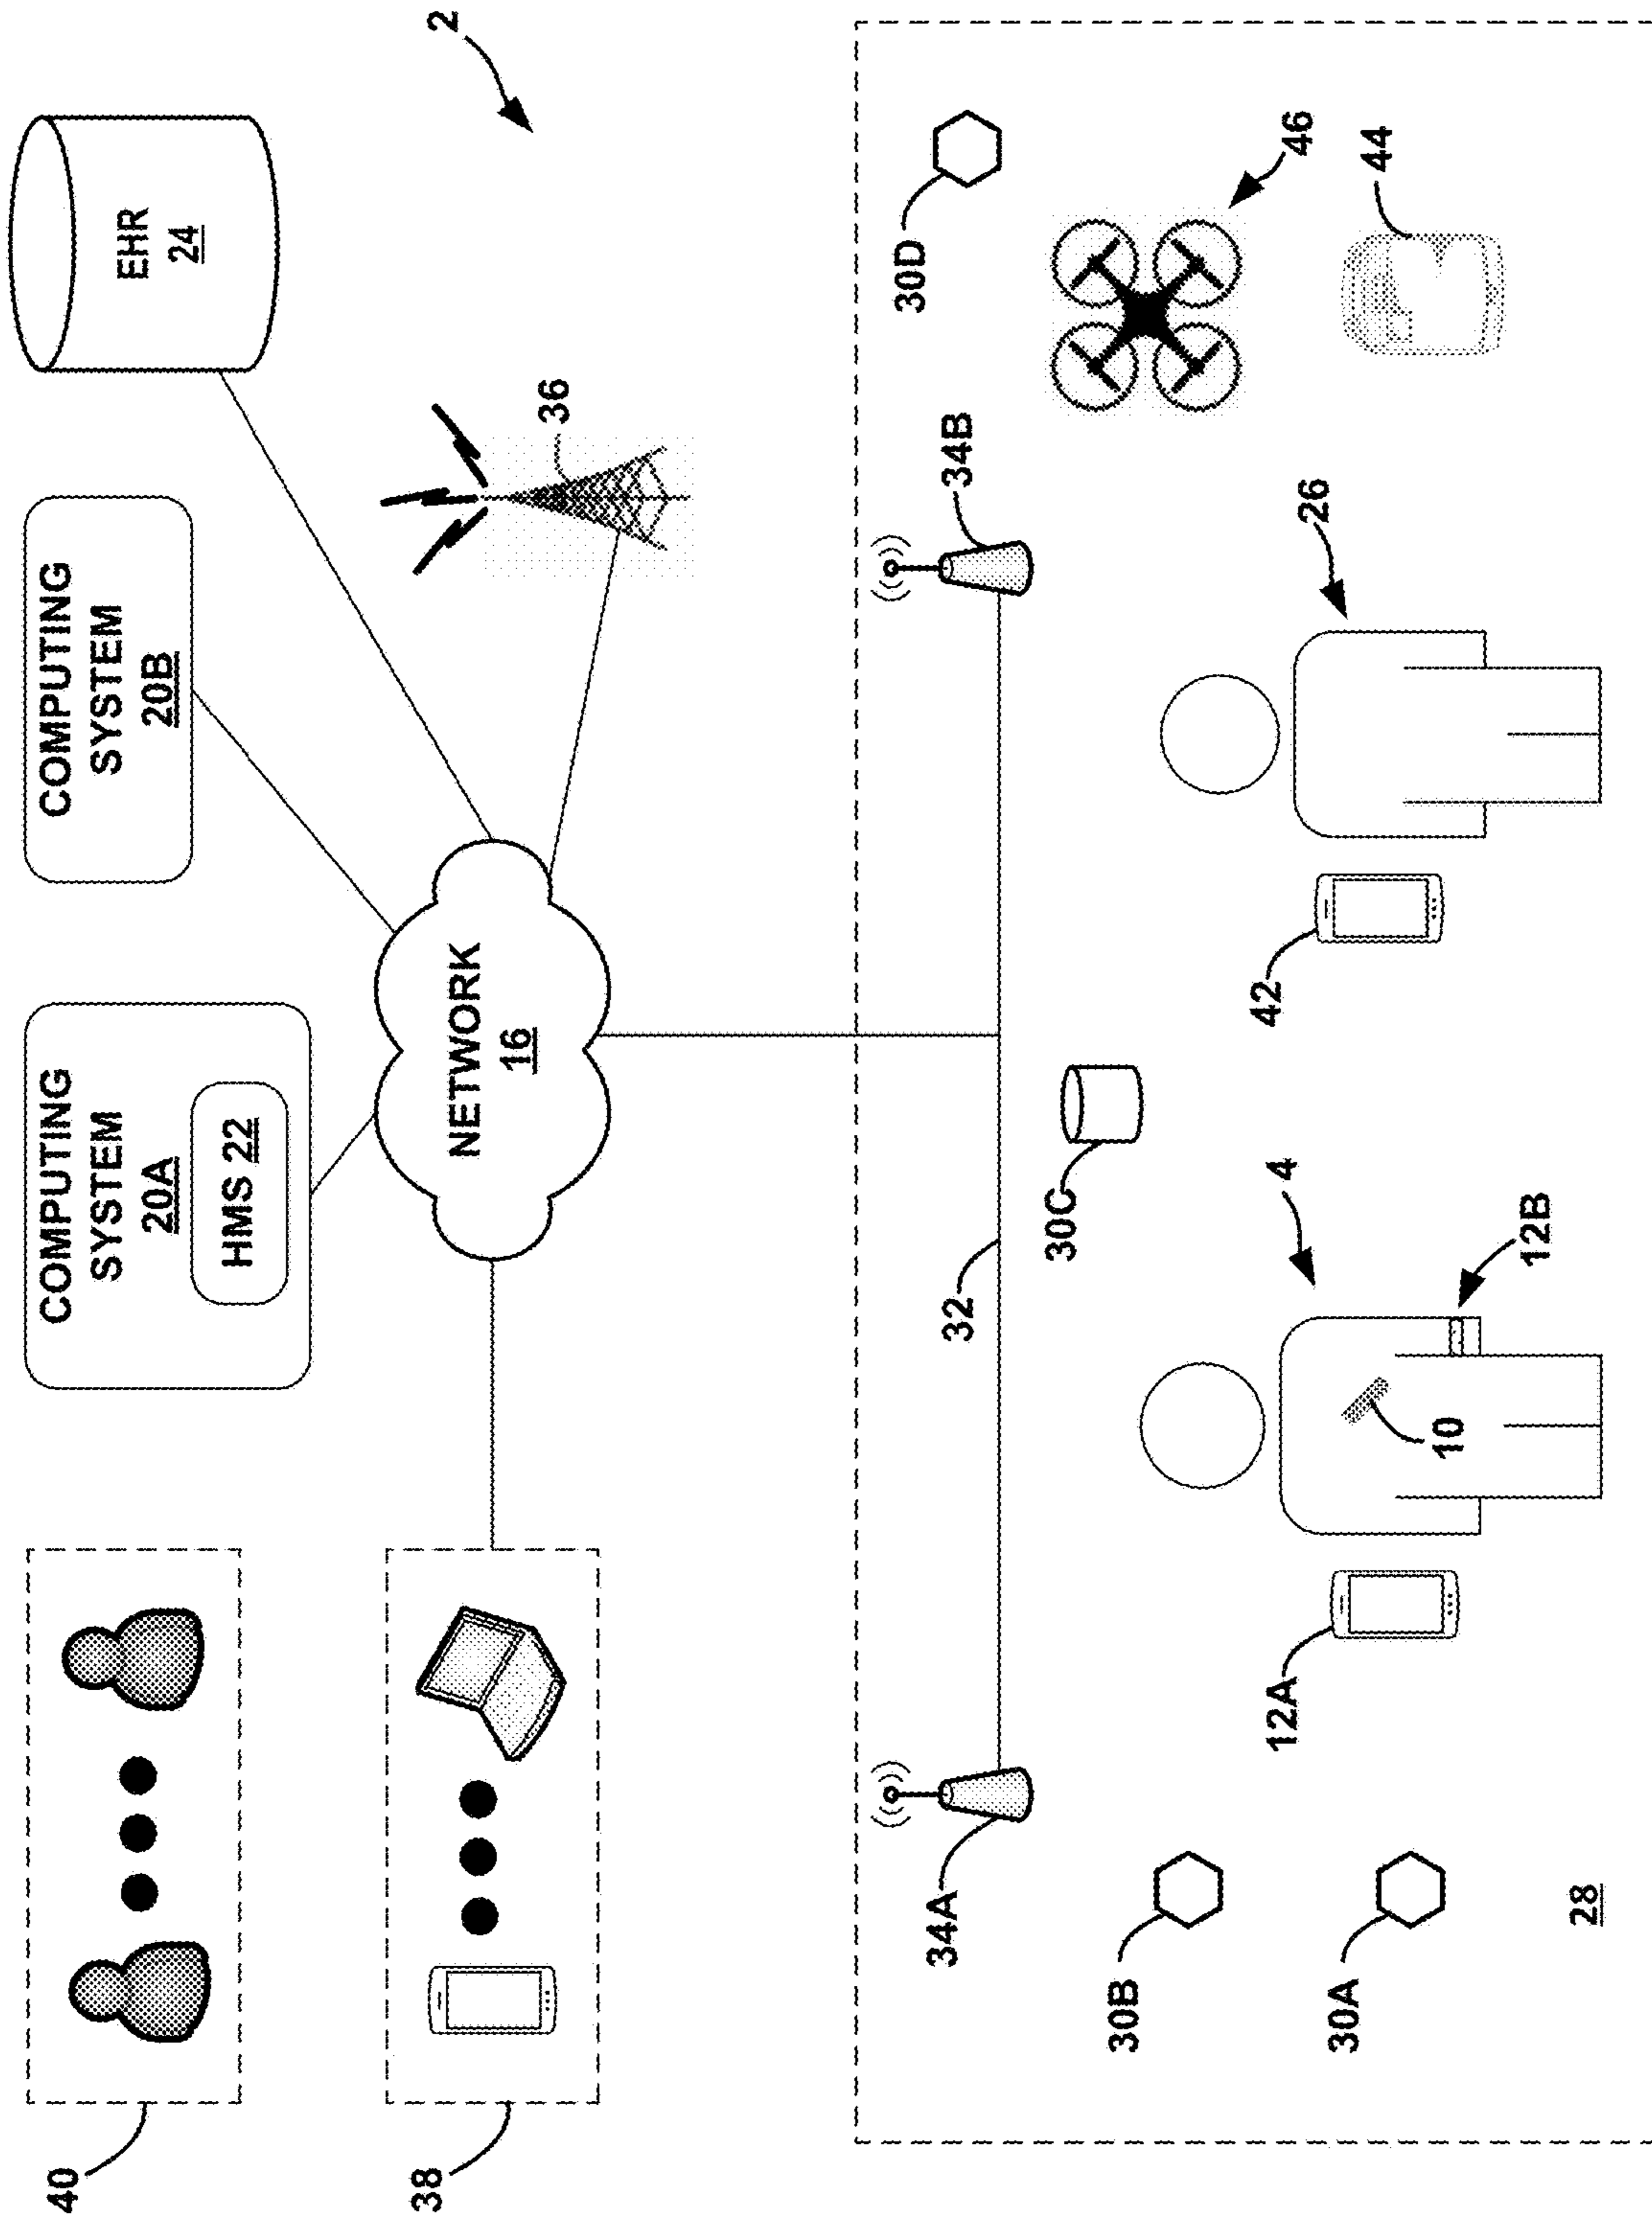 40
38
COMPUTING
SYSTEM
20A
HMS 22
COMPUTING
SYSTEM
20B
EHR
24
2
NETWORK
16
36
34A
32
34B
30D
30B
30C
30A
12A
10
4
12B
42
26
46
44
28